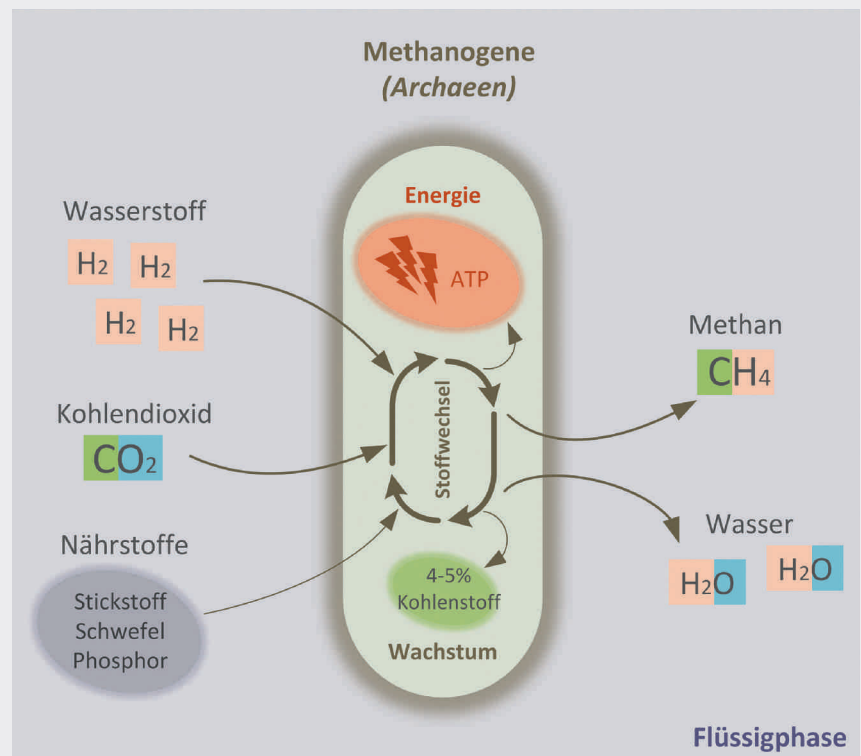 Methanogene
(Archaeen)
Energie
ATP
Wasserstoff
H₂ H₂
H₂ H₂
Kohlendioxid
CO₂
Nährstoffe
Stickstoff
Schwefel
Phosphor
Stoffwechsel
4-5%
Kohlenstoff
Wachstum
Methan
CH₄
Wasser
H₂O H₂O
Flüssigphase